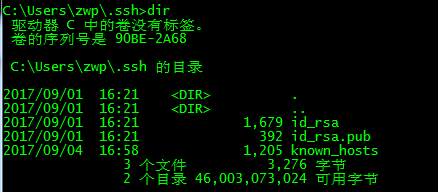 C:\Users\zwp\.ssh>dir
驱动器 C 中的卷没有标签。
卷的序列号是 90BE-2A68
C:\Users\zwp\.ssh 的目录
2017/09/01  16:21    <DIR>          .
2017/09/01  16:21    <DIR>          ..
2017/09/01  16:21             1,679 id_rsa
2017/09/01  16:21               392 id_rsa.pub
2017/09/04  16:58             1,205 known_hosts
3 个文件          3,276 字节
2 个目录 46,003,073,024 可用字节